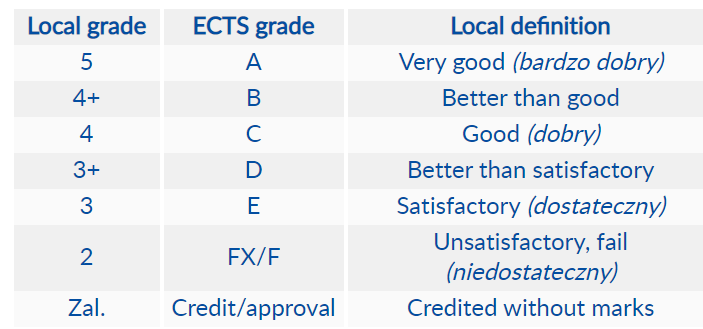 Local grade ECTS grade Local definition
5 A Very good (bardzo dobry)
4+ B Better than good
4 C Good (dobry)
3+ D Better than satisfactory
3 E Satisfactory (dostateczny)
2 FX/F Unsatisfactory, fail
(niedostateczny)
Zal. Credit/approval Credited without marks